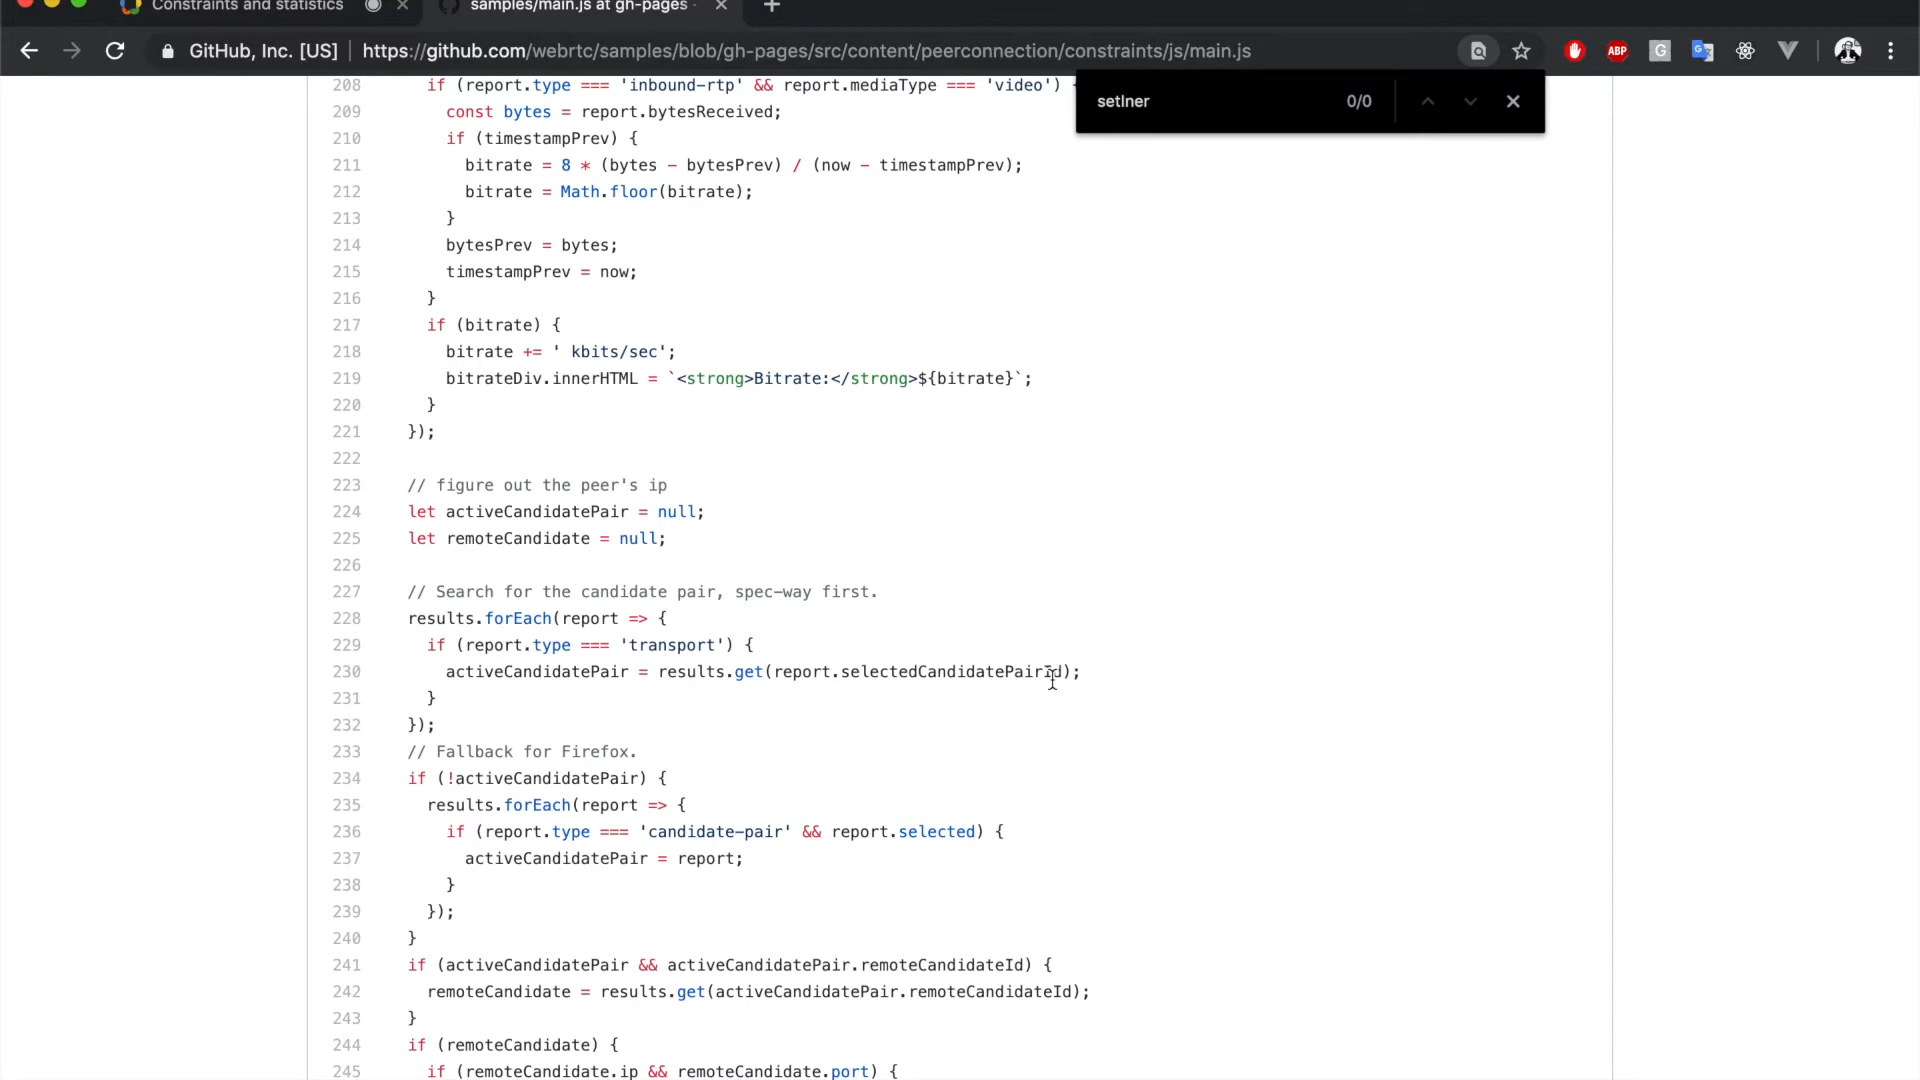 Constraints and statistics
samples/main.js at gh-pages ·
GitHub, Inc. [US] | https://github.com/webrtc/samples/blob/gh-pages/src/content/peerconnection/constraints/js/main.js
ABP
G
setIner 0/0
208 if (report.type === 'inbound-rtp' && report.mediaType === 'video') {
209 const bytes = report.bytesReceived;
210 if (timestampPrev) {
211 bitrate = 8 * (bytes - bytesPrev) / (now - timestampPrev);
212 bitrate = Math.floor(bitrate);
213 }
214 bytesPrev = bytes;
215 timestampPrev = now;
216 }
217 if (bitrate) {
218 bitrate += ' kbits/sec';
219 bitrateDiv.innerHTML = `<strong>Bitrate:</strong>${bitrate}`;
220 }
221 });
222
223 // figure out the peer's ip
224 let activeCandidatePair = null;
225 let remoteCandidate = null;
226
227 // Search for the candidate pair, spec-way first.
228 results.forEach(report => {
229 if (report.type === 'transport') {
230 activeCandidatePair = results.get(report.selectedCandidatePairId);
231 }
232 });
233 // Fallback for Firefox.
234 if (!activeCandidatePair) {
235 results.forEach(report => {
236 if (report.type === 'candidate-pair' && report.selected) {
237 activeCandidatePair = report;
238 }
239 });
240 }
241 if (activeCandidatePair && activeCandidatePair.remoteCandidateId) {
242 remoteCandidate = results.get(activeCandidatePair.remoteCandidateId);
243 }
244 if (remoteCandidate) {
245 if (remoteCandidate.ip && remoteCandidate.port) {